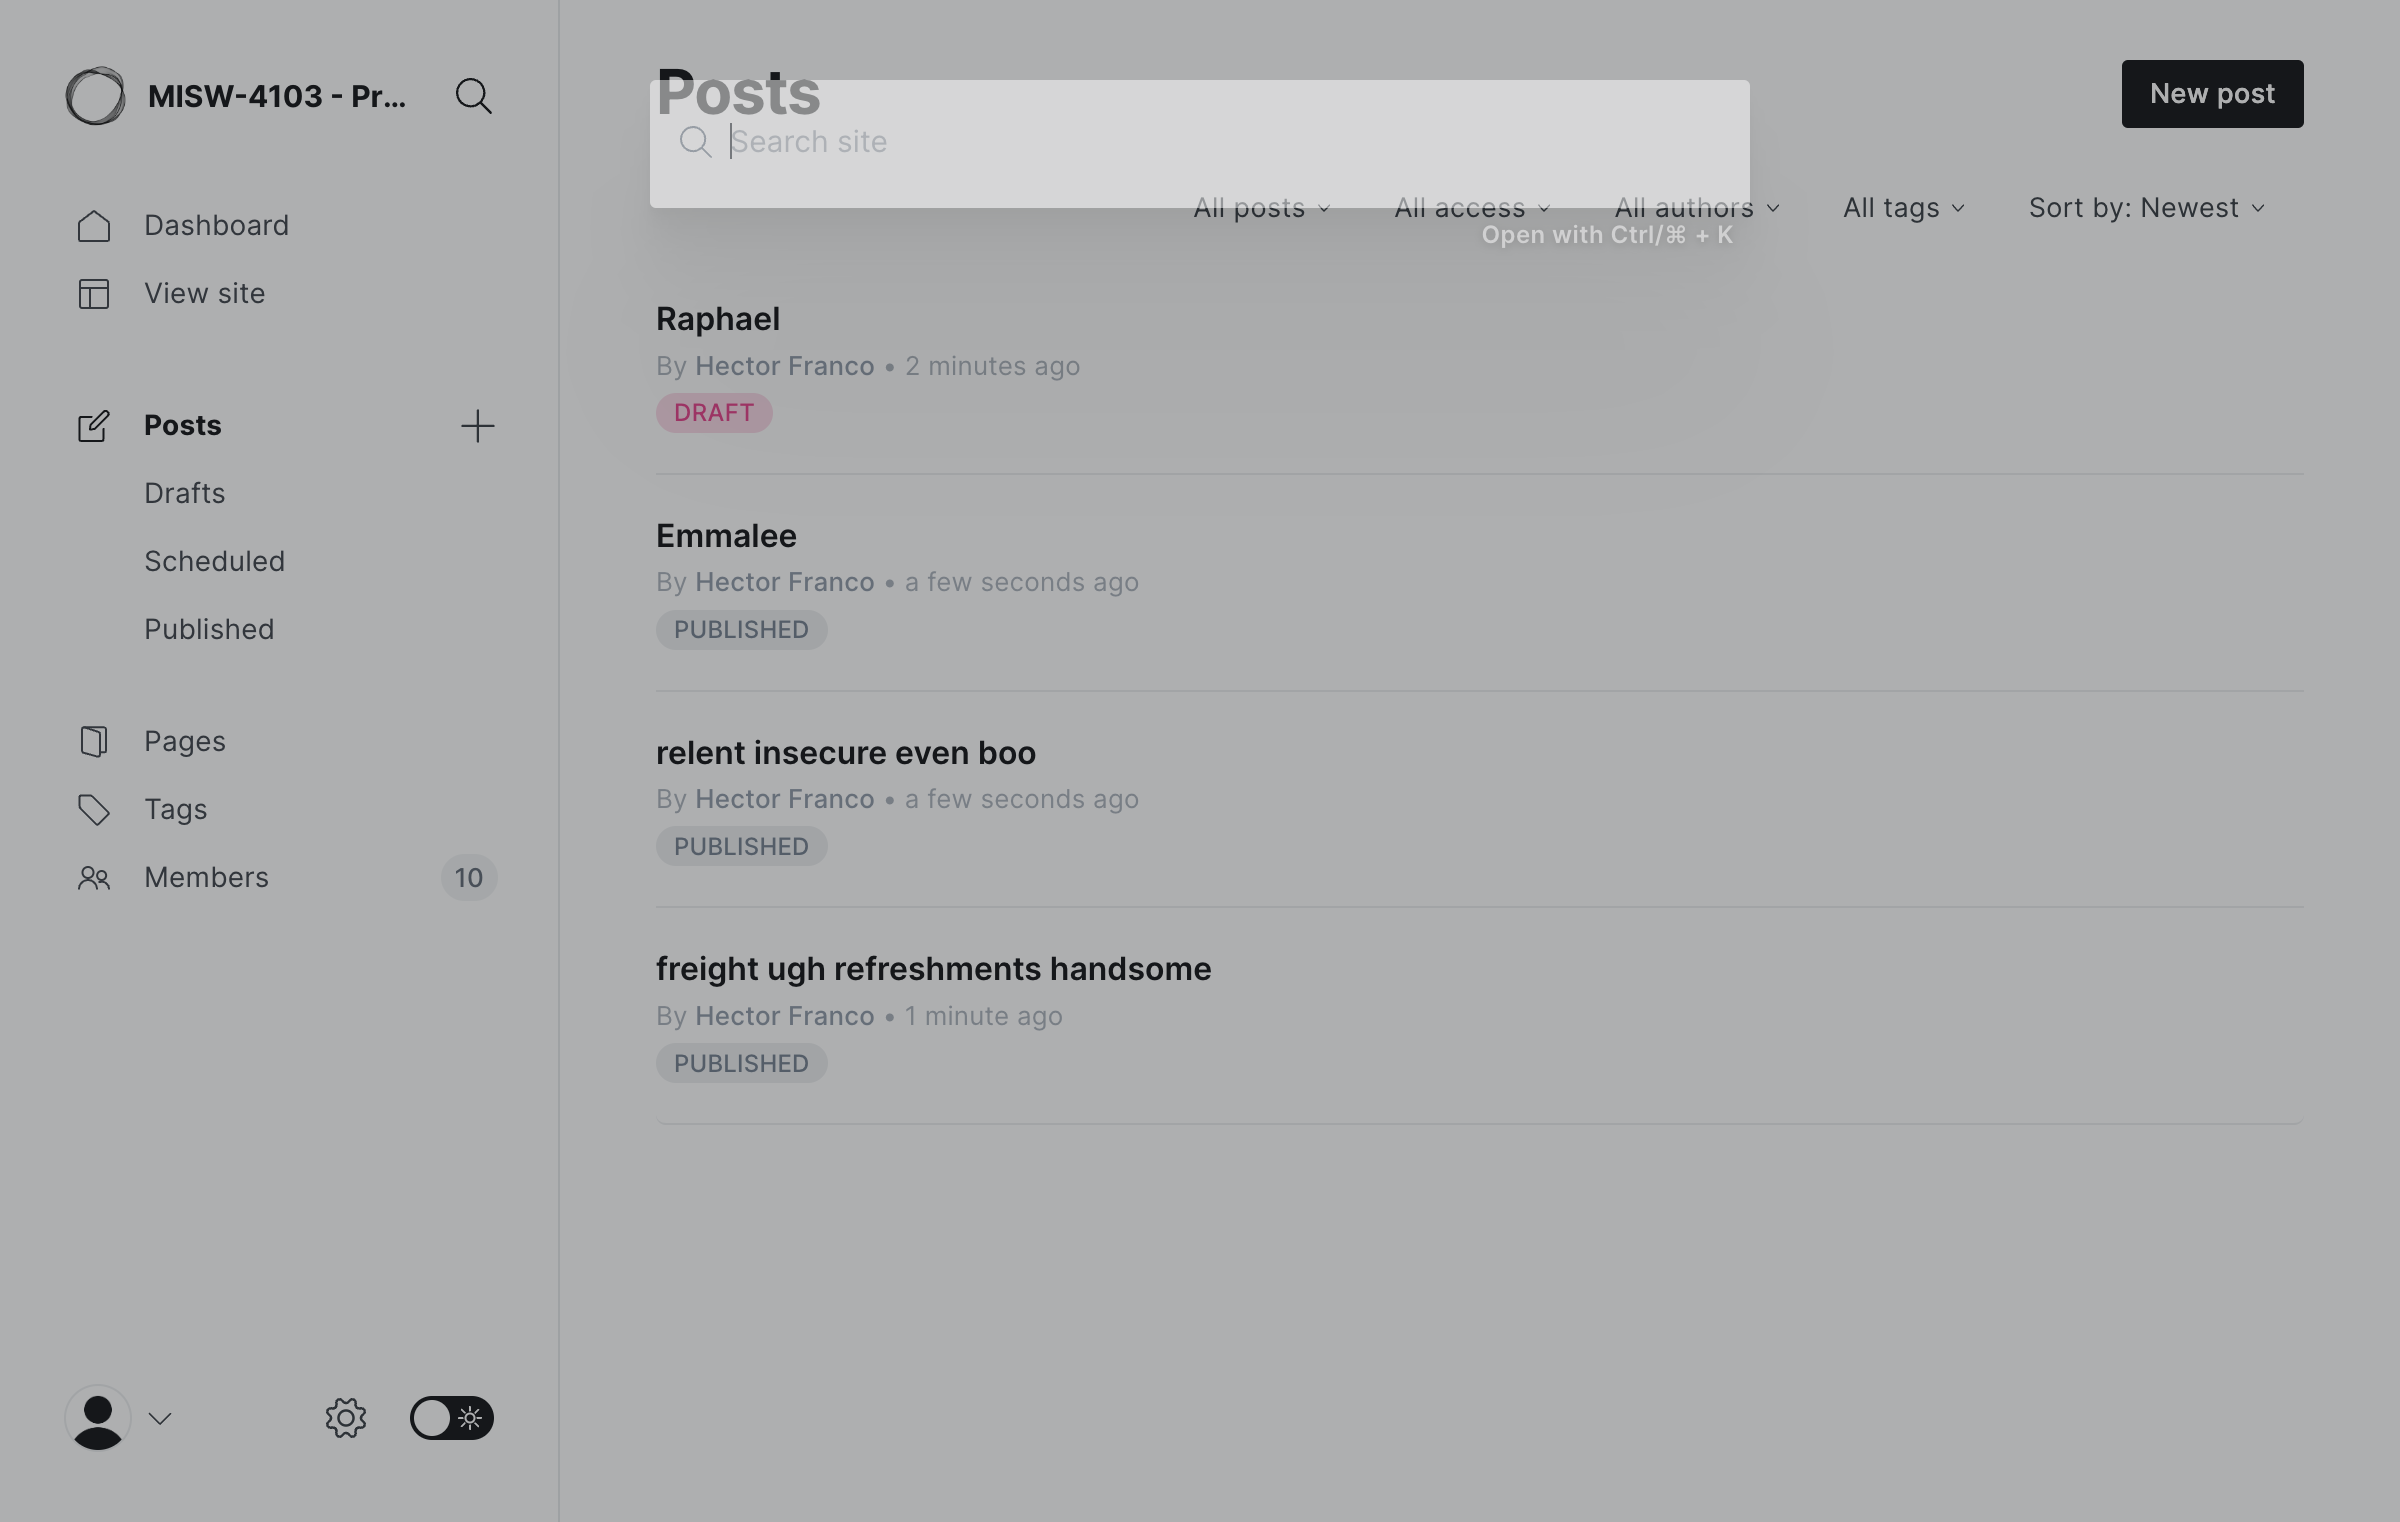 MISW-4103 - Pr...
Dashboard
View site
Posts
Drafts
Scheduled
Published
Pages
Tags
Members 10
Posts
New post
Search site
All posts All access All authors All tags Sort by: Newest
Open with Ctrl/⌘ + K
Raphael
By Hector Franco • 2 minutes ago
DRAFT
Emmalee
By Hector Franco • a few seconds ago
PUBLISHED
relent insecure even boo
By Hector Franco • a few seconds ago
PUBLISHED
freight ugh refreshments handsome
By Hector Franco • 1 minute ago
PUBLISHED